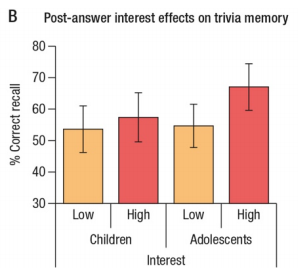 B Post-answer interest effects on trivia memory
% Correct recall
80
70
60
50
40
30
Low High Low High
Children Adolescents
Interest